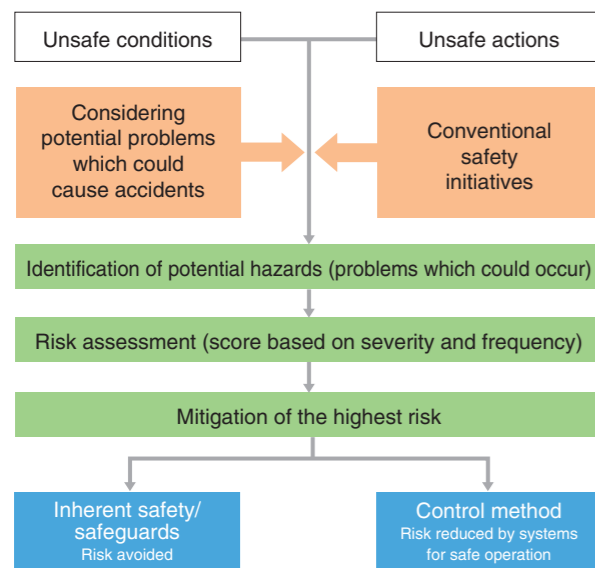 Unsafe conditions
Unsafe actions
Considering
potential problems
which could
cause accidents
Conventional
safety
initiatives
Identification of potential hazards (problems which could occur)
Risk assessment (score based on severity and frequency)
Mitigation of the highest risk
Inherent safety/
safeguards
Risk avoided
Control method
Risk reduced by systems
for safe operation